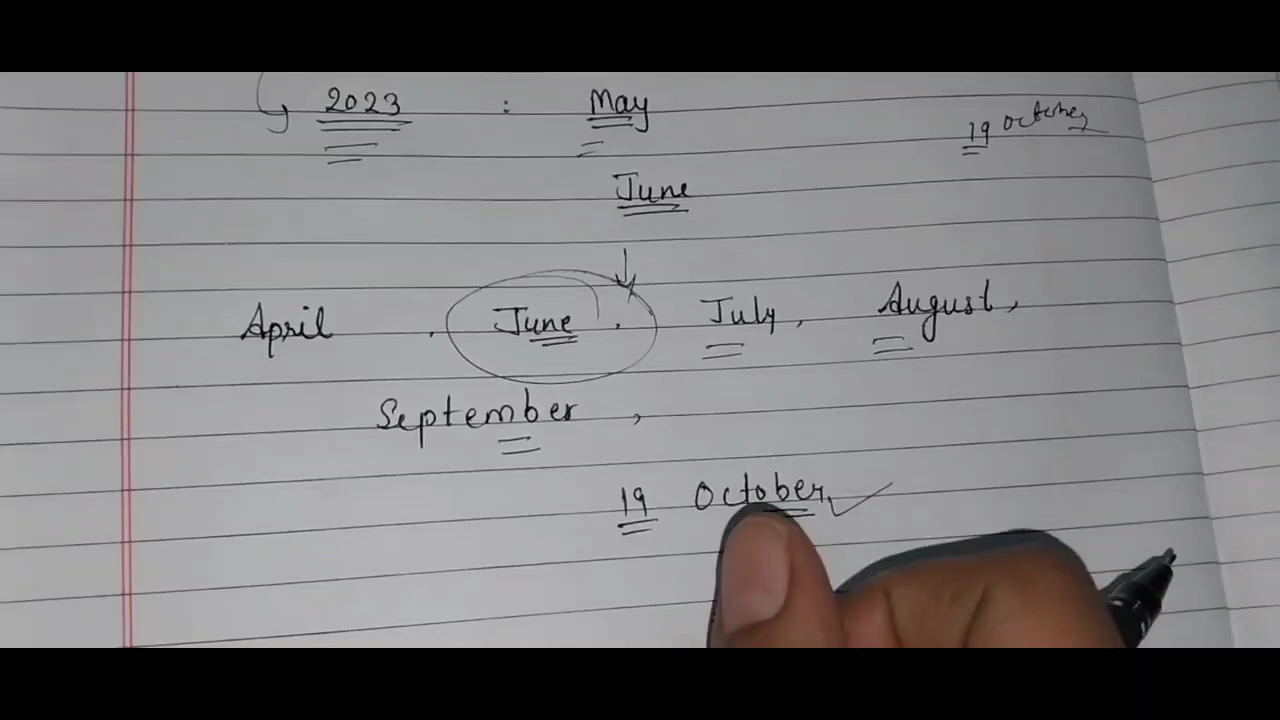 2023 : May
19 October
June
April , June , July , August ,
September ,
19 October